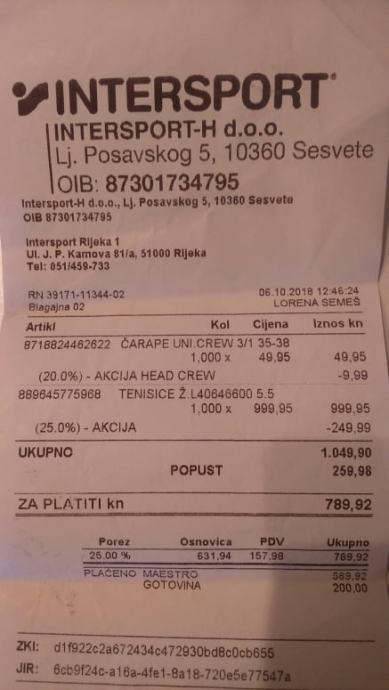 INTERSPORT
INTERSPORT-H d.o.o.
Lj. Posavskog 5, 10360 Sesvete
OIB: 87301734795
Intersport-H d.o.o., Lj. Posavskog 5, 10360 Sesvete
OIB 87301734795
Intersport Rijeka 1
Ul. J. P. Kamova 81/a, 51000 Rijeka
Tel: 051/459-733
RN 39171-11344-02 06.10.2018 12:46:24
Blagajna 02 LORENA SEMEŠ
Artikl Kol Cijena Iznos kn
8718824462622 ČARAPE UNI.CREW 3/1 35-38
1,000 x 49,95 49,95
(20.0%) - AKCIJA HEAD CREW -9,99
889645775968 TENISICE Ž.L40646600 5.5
1,000 x 999,95 999,95
(25.0%) - AKCIJA -249,99
UKUPNO 1.049,90
POPUST 259,98
ZA PLATITI kn 789,92
Porez Osnovica PDV Ukupno
25,00 % 631,94 157,98 789,92
PLAĆENO MAESTRO 589,92
GOTOVINA 200,00
ZKI: d1f922c2a672434c472930bd8c0cb655
JIR: 6cb9f24c-a16a-4fe1-8a18-720e5e77547a